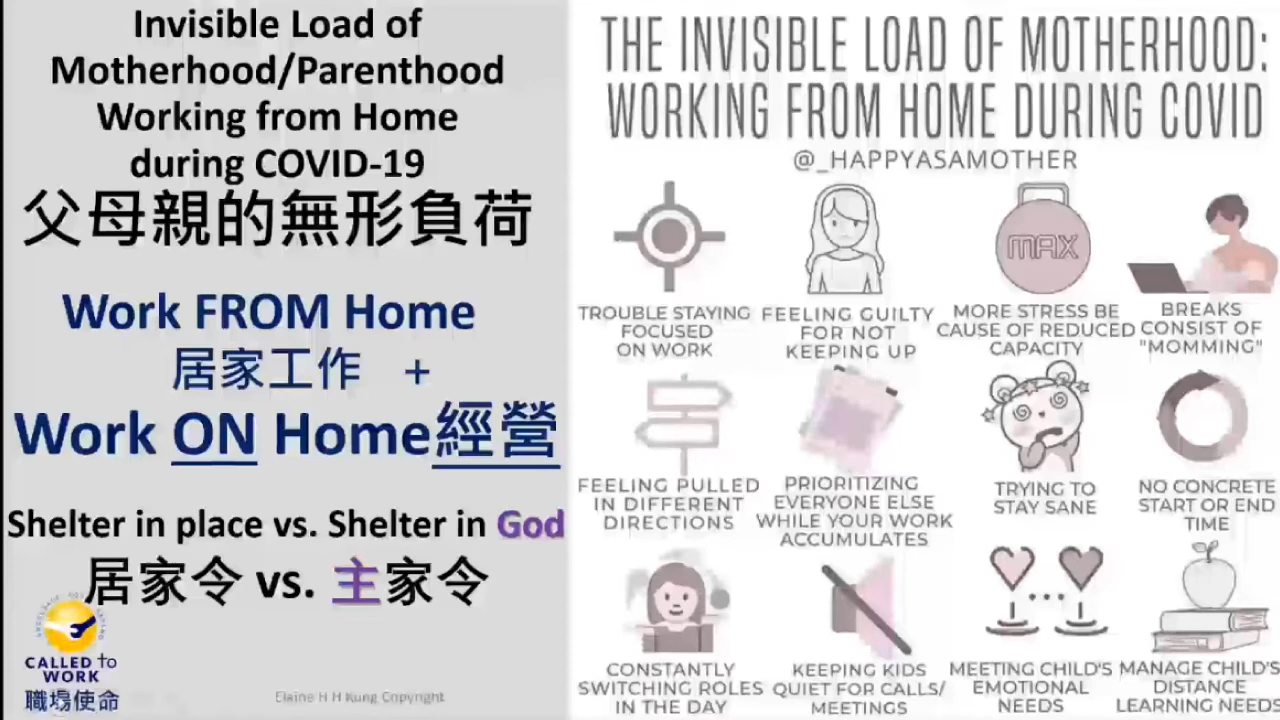 Invisible Load of
Motherhood/Parenthood
Working from Home
during COVID-19
父母親的無形負荷
Work FROM Home
居家工作 +
Work ON Home經營
Shelter in place vs. Shelter in God
居家令 vs. 主家令
CALLED to
WORK
職場使命
Elaine H H Kung Copyright
THE INVISIBLE LOAD OF MOTHERHOOD:
WORKING FROM HOME DURING COVID
@_HAPPYASAMOTHER
TROUBLE STAYING
FOCUSED
ON WORK
FEELING GUILTY
FOR NOT
KEEPING UP
MAX
MORE STRESS BE
CAUSE OF REDUCED
CAPACITY
BREAKS
CONSIST OF
"MOMMING"
FEELING PULLED
IN DIFFERENT
DIRECTIONS
PRIORITIZING
EVERYONE ELSE
WHILE YOUR WORK
ACCUMULATES
TRYING TO
STAY SANE
NO CONCRETE
START OR END
TIME
CONSTANTLY
SWITCHING ROLES
IN THE DAY
KEEPING KIDS
QUIET FOR CALLS/
MEETINGS
MEETING CHILD'S
EMOTIONAL
NEEDS
MANAGE CHILD'S
DISTANCE
LEARNING NEEDS